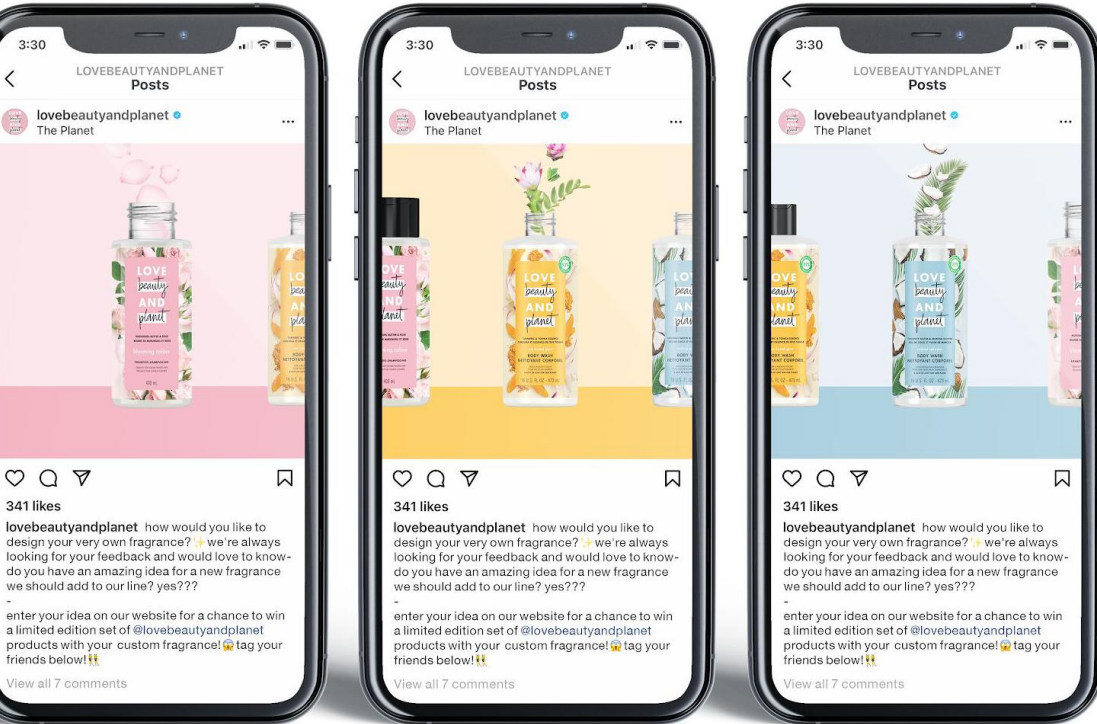 3:30
LOVEBEAUTYANDPLANET
Posts
lovebeautyandplanet
The Planet
LOVE
beauty
AND
planet
400 mL
341 likes
lovebeautyandplanet how would you like to
design your very own fragrance?✨we're always
looking for your feedback and would love to know-
do you have an amazing idea for a new fragrance
we should add to our line? yes???
-
enter your idea on our website for a chance to win
a limited edition set of @lovebeautyandplanet
products with your custom fragrance!😱tag your
friends below!👯
View all 7 comments
3:30
LOVEBEAUTYANDPLANET
Posts
lovebeautyandplanet
The Planet
LOVE
beauty
AND
planet
BODY WASH
NETTOYANT CORPOREL
341 likes
lovebeautyandplanet how would you like to
design your very own fragrance?✨we're always
looking for your feedback and would love to know-
do you have an amazing idea for a new fragrance
we should add to our line? yes???
-
enter your idea on our website for a chance to win
a limited edition set of @lovebeautyandplanet
products with your custom fragrance!😱tag your
friends below!👯
View all 7 comments
3:30
LOVEBEAUTYANDPLANET
Posts
lovebeautyandplanet
The Planet
LOVE
beauty
AND
planet
BODY WASH
NETTOYANT CORPOREL
341 likes
lovebeautyandplanet how would you like to
design your very own fragrance?✨we're always
looking for your feedback and would love to know-
do you have an amazing idea for a new fragrance
we should add to our line? yes???
-
enter your idea on our website for a chance to win
a limited edition set of @lovebeautyandplanet
products with your custom fragrance!😱tag your
friends below!👯
View all 7 comments